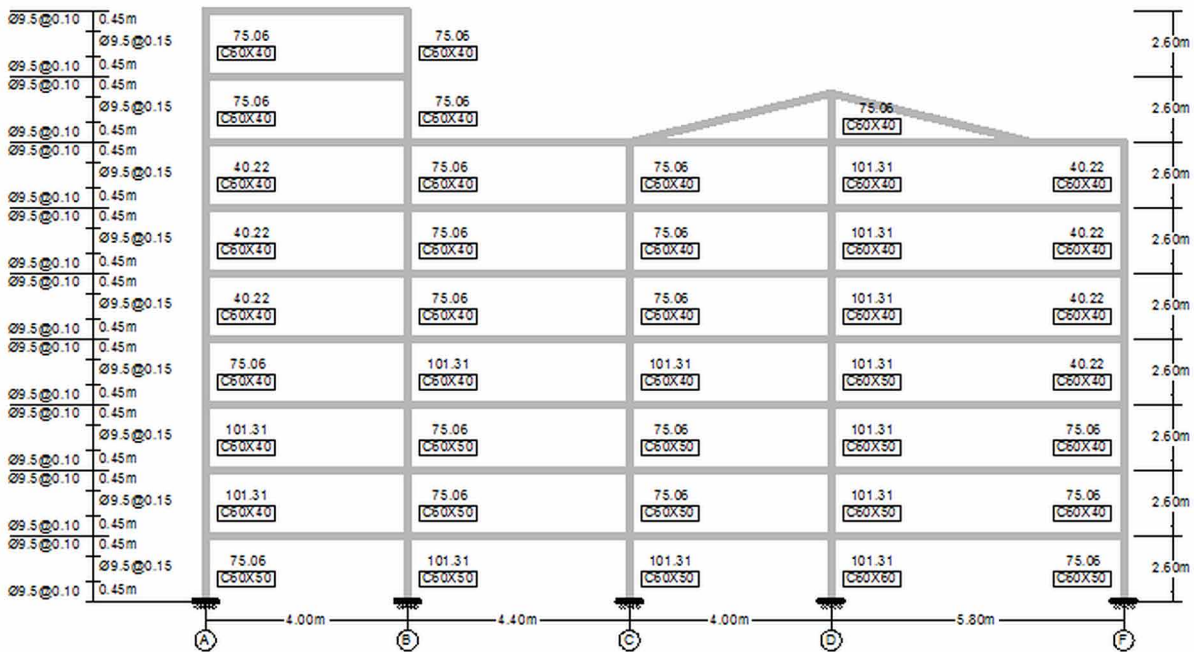 Ø9.5@0.10 0.45m
Ø9.5@0.15 75.06 75.06 2.60m
C60X40 C60X40
Ø9.5@0.10 0.45m
Ø9.5@0.10 0.45m
Ø9.5@0.15 75.06 75.06 75.06 2.60m
C60X40 C60X40 C60X40
Ø9.5@0.10 0.45m
Ø9.5@0.10 0.45m
Ø9.5@0.15 40.22 75.06 75.06 101.31 40.22 2.60m
C60X40 C60X40 C60X40 C60X40 C60X40
Ø9.5@0.10 0.45m
Ø9.5@0.10 0.45m
Ø9.5@0.15 40.22 75.06 75.06 101.31 40.22 2.60m
C60X40 C60X40 C60X40 C60X40 C60X40
Ø9.5@0.10 0.45m
Ø9.5@0.10 0.45m
Ø9.5@0.15 40.22 75.06 75.06 101.31 40.22 2.60m
C60X40 C60X40 C60X40 C60X40 C60X40
Ø9.5@0.10 0.45m
Ø9.5@0.10 0.45m
Ø9.5@0.15 75.06 101.31 101.31 101.31 40.22 2.60m
C60X40 C60X40 C60X40 C60X50 C60X40
Ø9.5@0.10 0.45m
Ø9.5@0.10 0.45m
Ø9.5@0.15 101.31 75.06 75.06 101.31 75.06 2.60m
C60X40 C60X50 C60X50 C60X50 C60X40
Ø9.5@0.10 0.45m
Ø9.5@0.10 0.45m
Ø9.5@0.15 101.31 75.06 75.06 101.31 75.06 2.60m
C60X40 C60X50 C60X50 C60X50 C60X40
Ø9.5@0.10 0.45m
Ø9.5@0.10 0.45m
Ø9.5@0.15 75.06 101.31 101.31 101.31 75.06 2.60m
C60X50 C60X50 C60X50 C60X60 C60X50
Ø9.5@0.10 0.45m
4.00m 4.40m 4.00m 5.80m
A B C D F